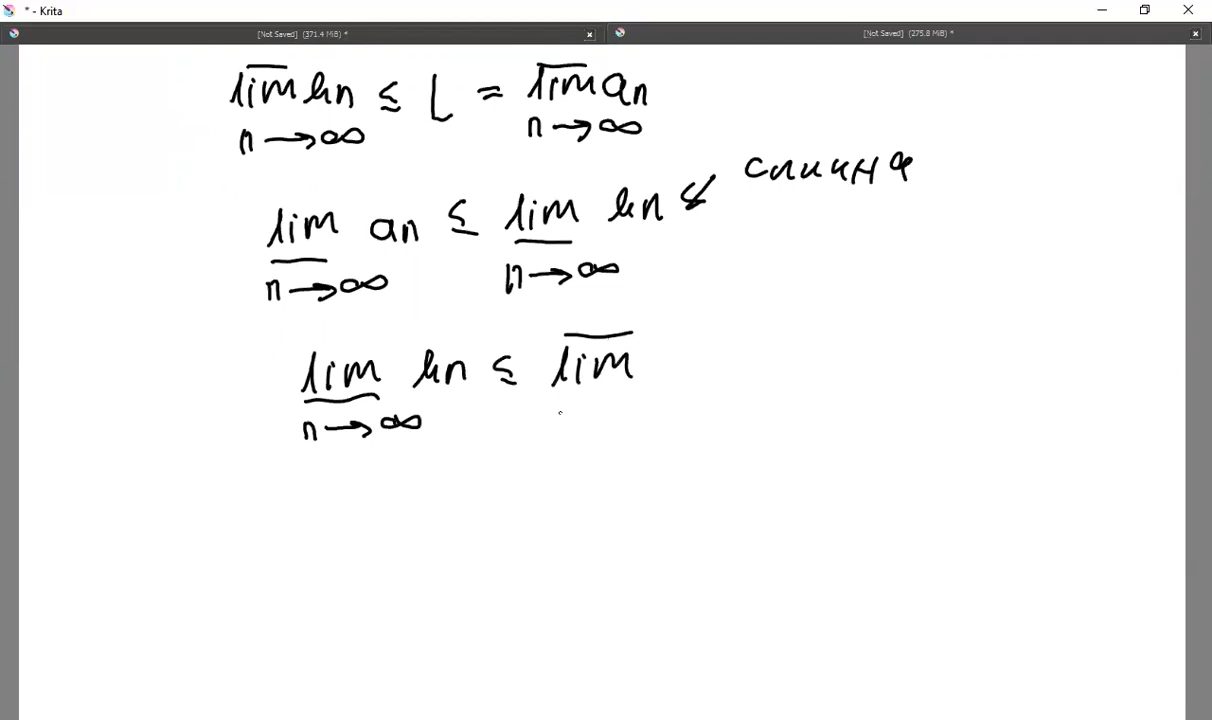 * - Krita
[Not Saved] (371.4 MiB) *
[Not Saved] (275.8 MiB) *
lim bn ≤ L = lim an
n → ∞ n → ∞
lim an ≤ lim bn
n → ∞ n → ∞
lim bn ≤ lim
n → ∞